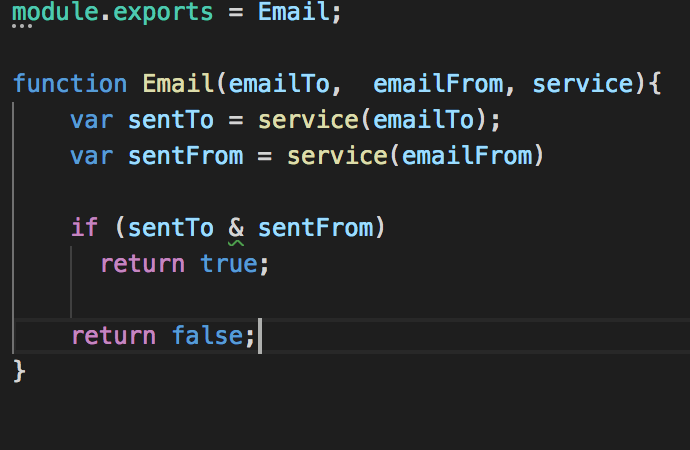 module.exports = Email;
function Email(emailTo,  emailFrom, service){
    var sentTo = service(emailTo);
    var sentFrom = service(emailFrom)
    if (sentTo & sentFrom)
      return true;
    return false;
}